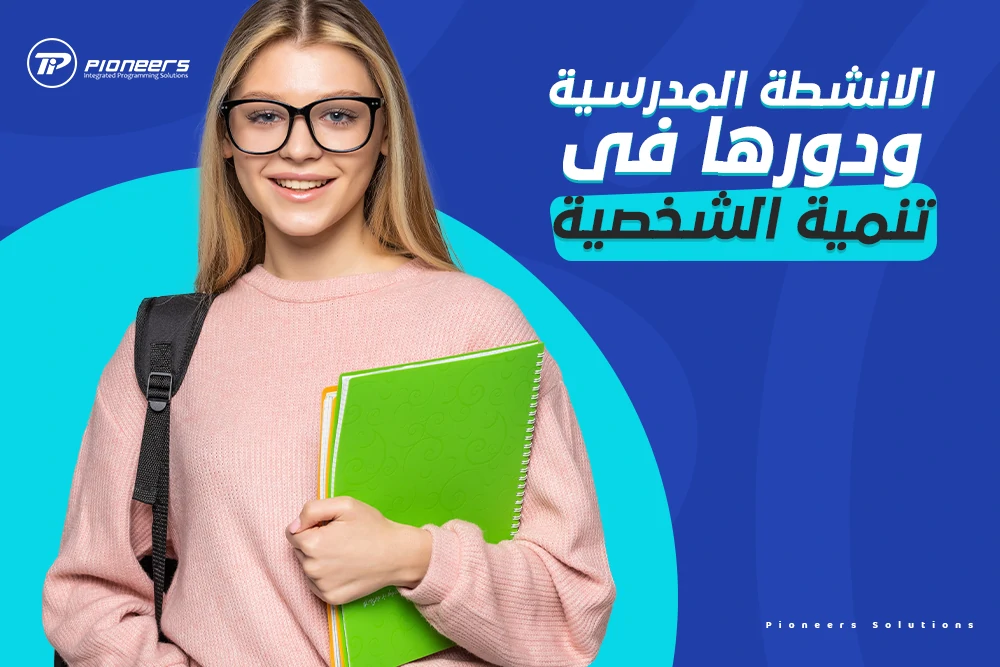 Pioneers
Integrated Programming Solutions
الانشطة المدرسية
ودورها فى
تنمية الشخصية
Pioneers Solutions